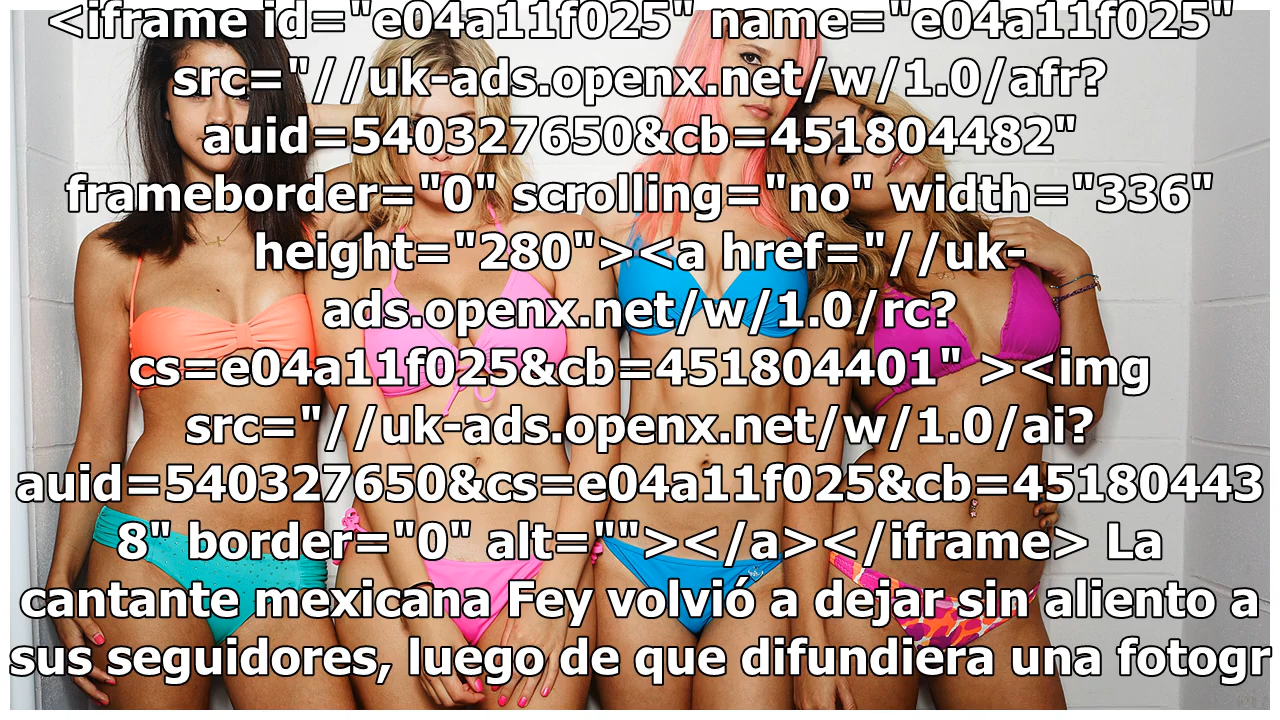 <iframe id="e04a11f025" name="e04a11f025"
src="//uk-ads.openx.net/w/1.0/afr?
auid=540327650&cb=451804482"
frameborder="0" scrolling="no" width="336"
height="280"><a href="//uk-
ads.openx.net/w/1.0/rc?
cs=e04a11f025&cb=451804401" ><img
src="//uk-ads.openx.net/w/1.0/ai?
auid=540327650&cs=e04a11f025&cb=45180443
8" border="0" alt=""></a></iframe> La
cantante mexicana Fey volvió a dejar sin aliento a
sus seguidores, luego de que difundiera una fotogr